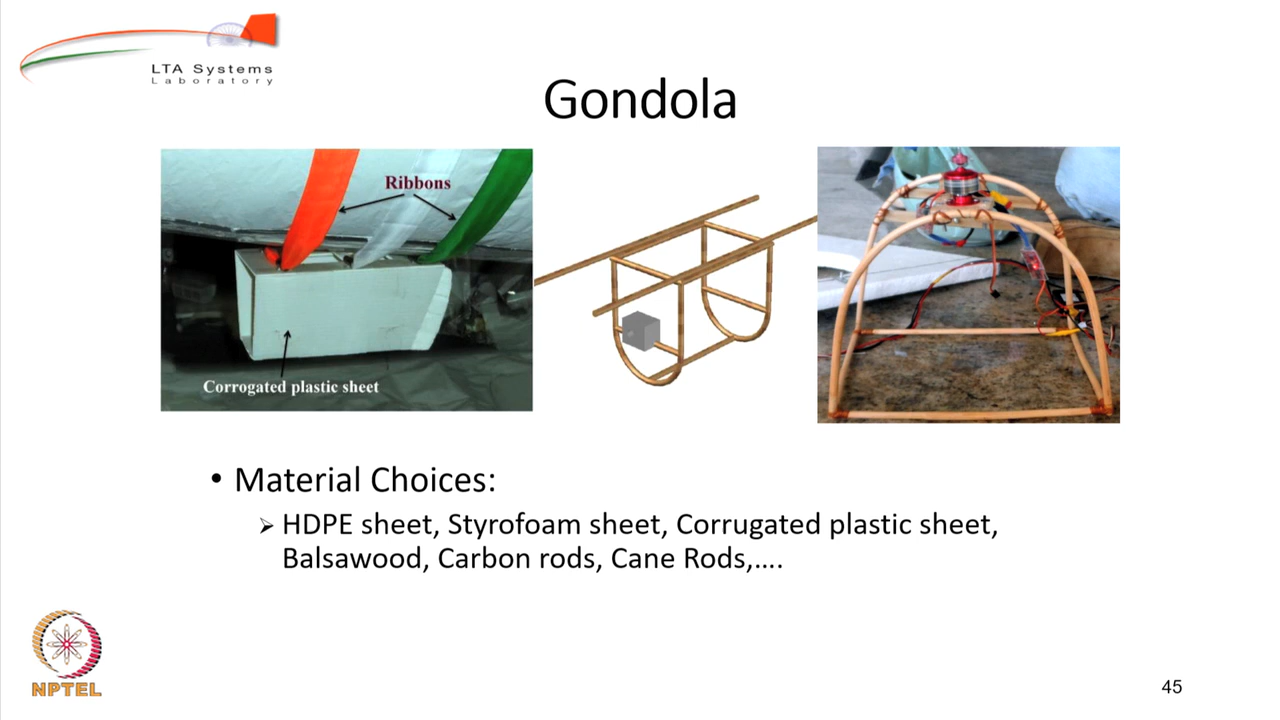 LTA Systems
Laboratory
Gondola
Ribbons
Corrogated plastic sheet
• Material Choices:
➢ HDPE sheet, Styrofoam sheet, Corrugated plastic sheet,
Balsawood, Carbon rods, Cane Rods,....
NPTEL
45